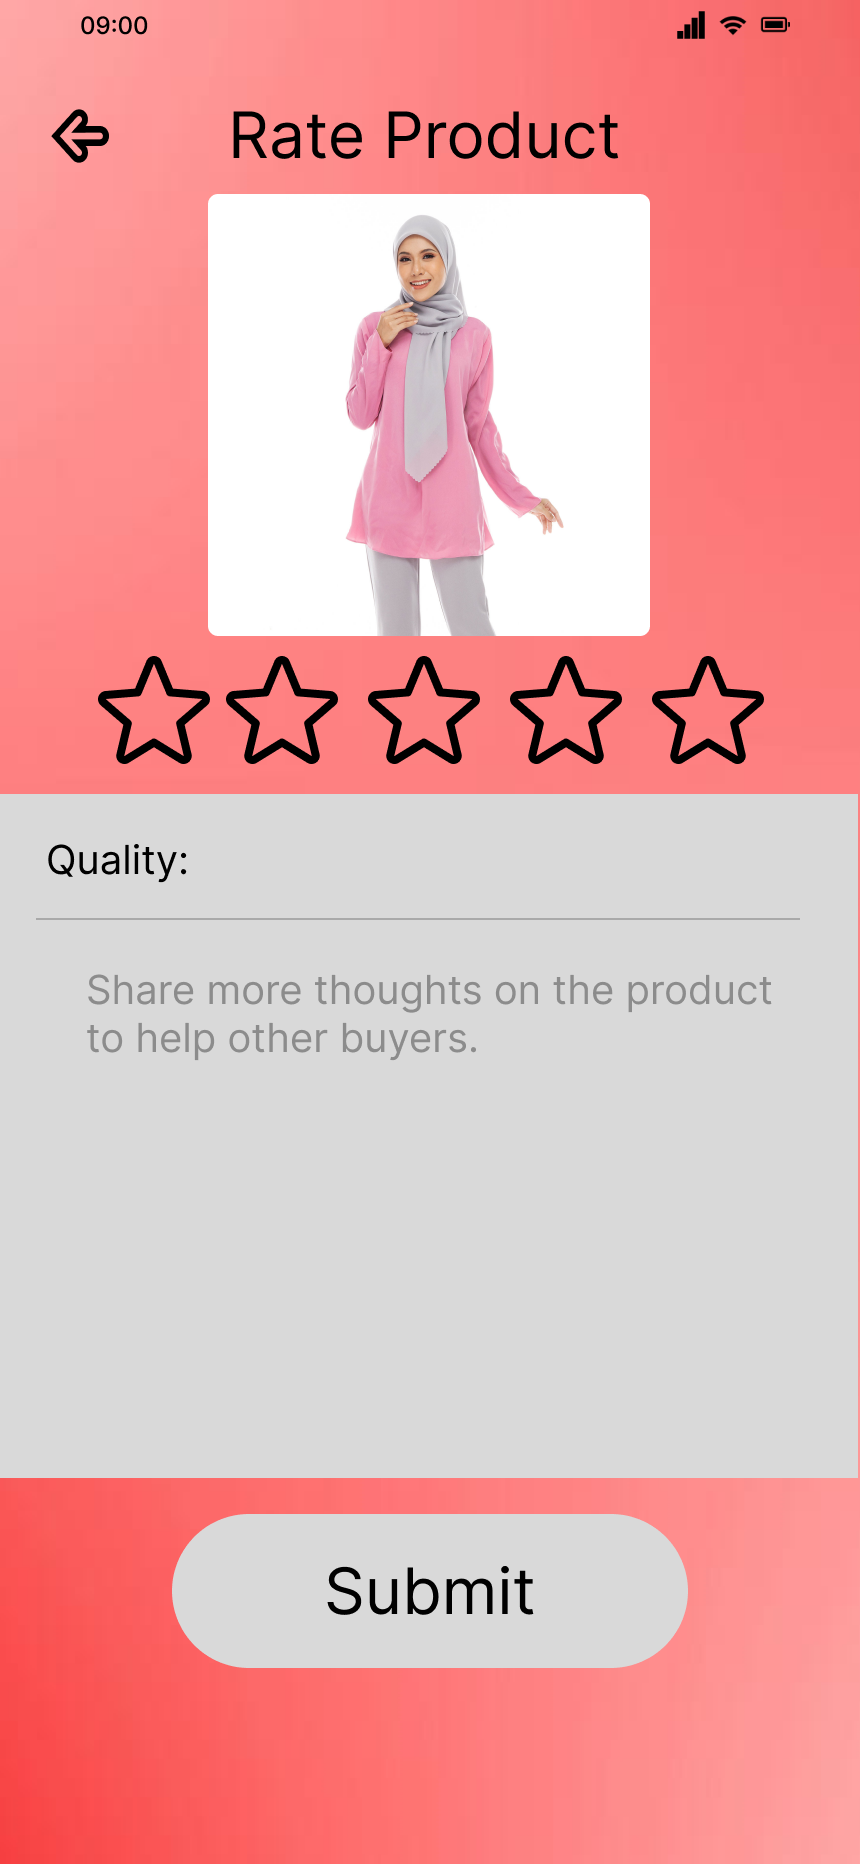 09:00
Rate Product
Quality:
Share more thoughts on the product
to help other buyers.
Submit